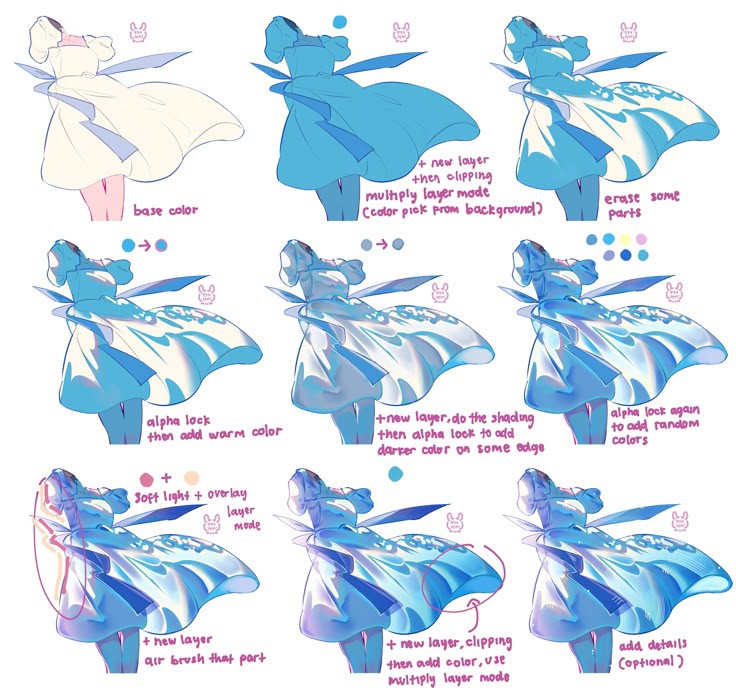 base color
+ new layer
then clipping
multiply layer mode
(color pick from background)
erase some
parts
alpha lock
then add warm color
+new layer, do the shading
then alpha lock to add
darker color on some edge
alpha lock again
to add random
colors
+
soft light + overlay
layer
mode
+ new layer
air brush that part
+ new layer, clipping
then add color, use
multiply layer mode
add details
(optional)